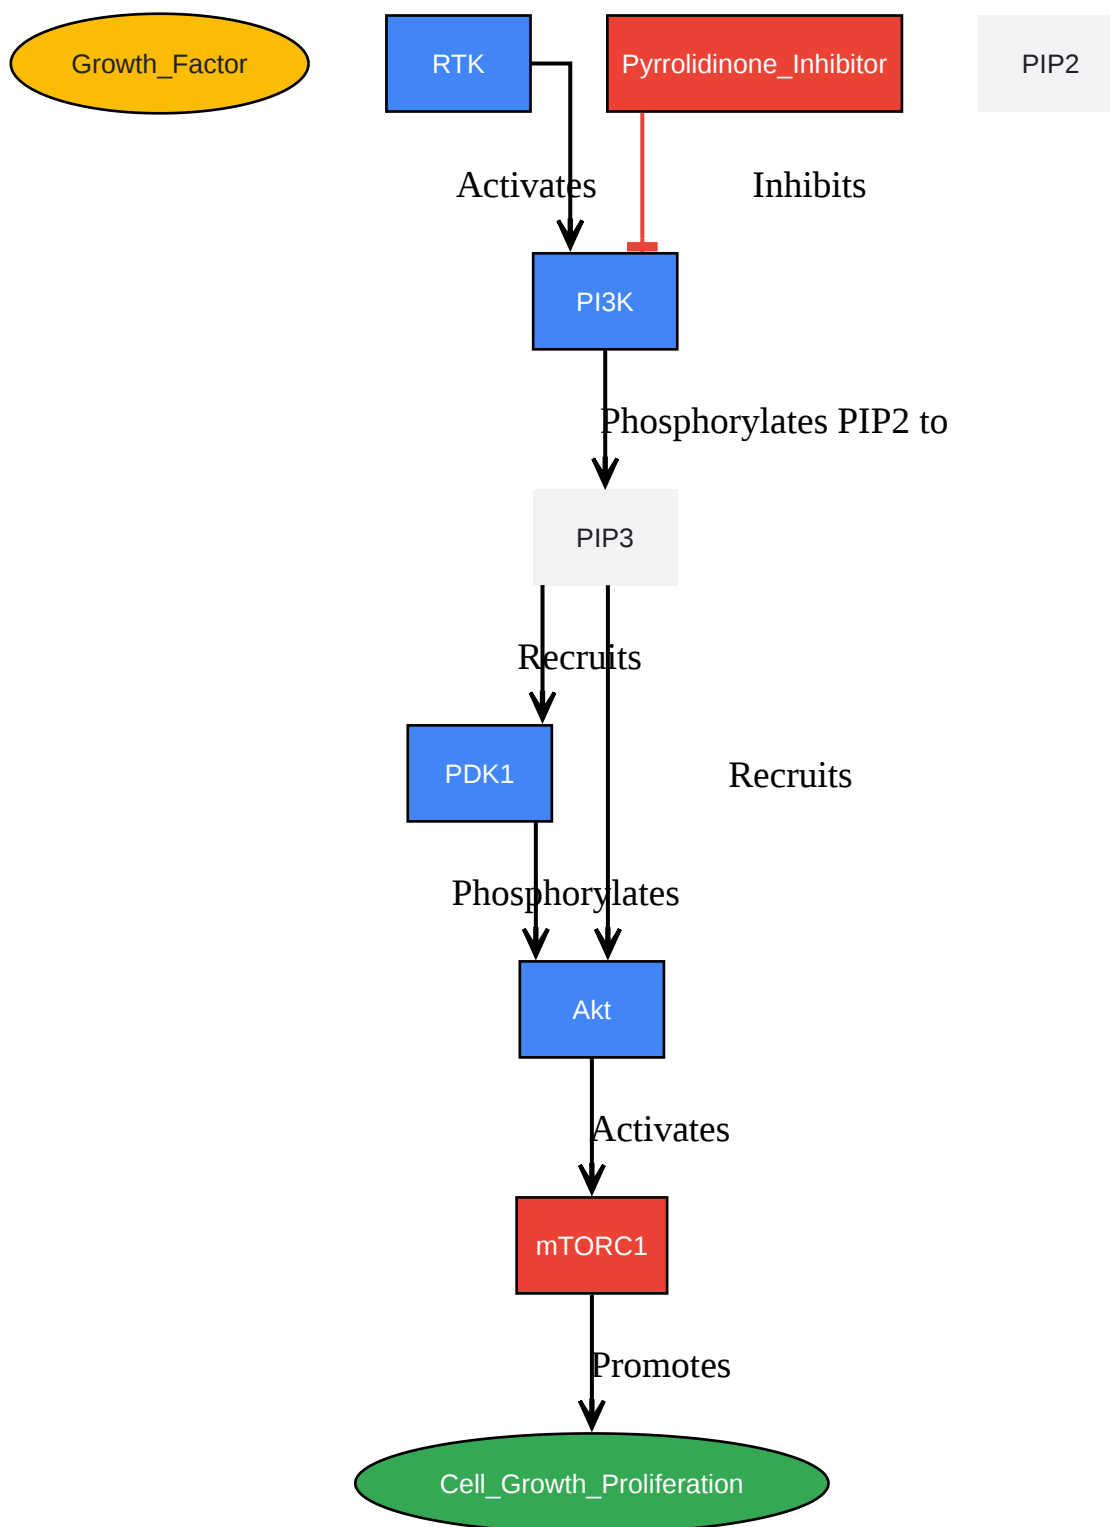 Growth_Factor
RTK
Pyrrolidinone_Inhibitor
PIP2
Activates
Inhibits
PI3K
Phosphorylates PIP2 to
PIP3
Recruits
PDK1
Recruits
Phosphorylates
Akt
Activates
mTORC1
Promotes
Cell_Growth_Proliferation